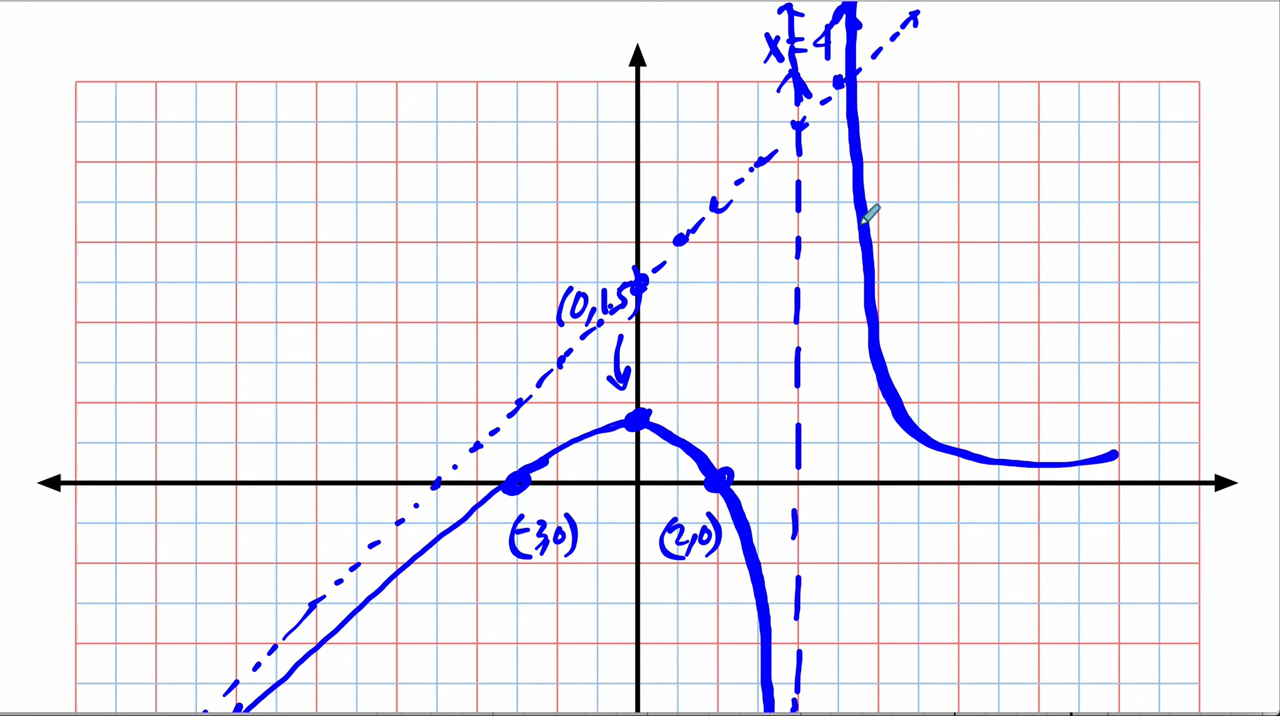 x=4
(0,1.5)
(-3,0)
(2,0)